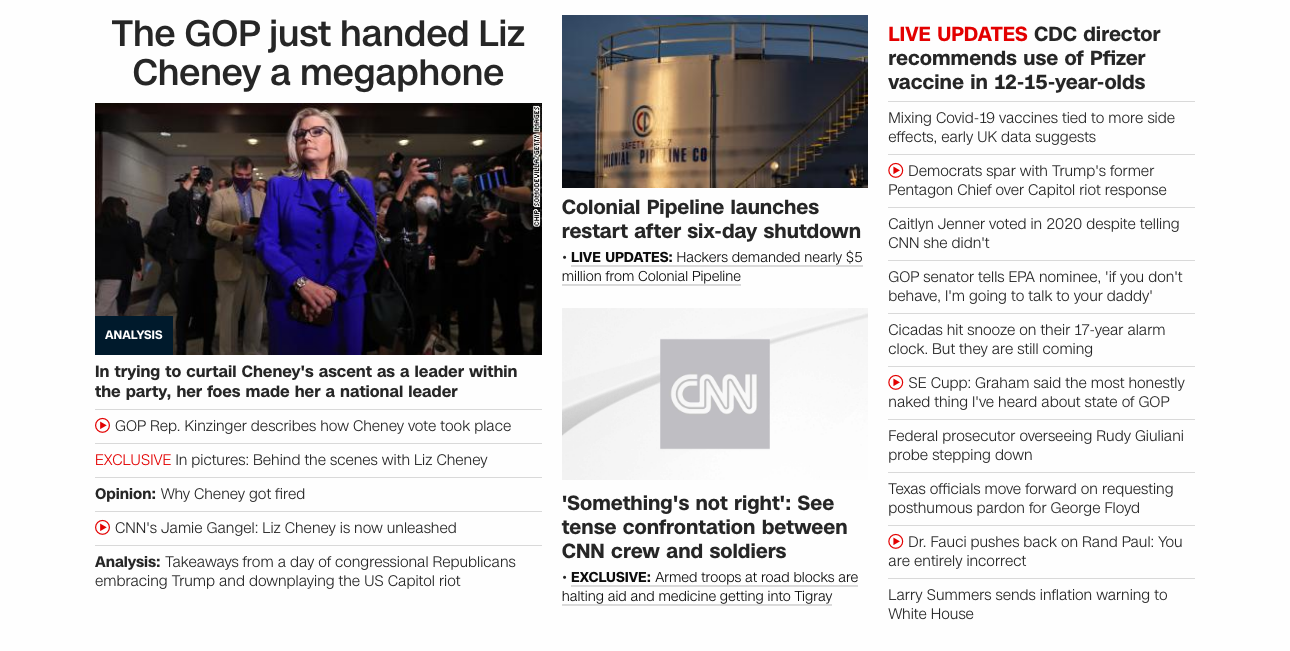 The GOP just handed Liz
Cheney a megaphone
CHIP SOMODEVILLA/GETTY IMAGES
ANALYSIS
In trying to curtail Cheney's ascent as a leader within
the party, her foes made her a national leader
GOP Rep. Kinzinger describes how Cheney vote took place
EXCLUSIVE In pictures: Behind the scenes with Liz Cheney
Opinion: Why Cheney got fired
CNN's Jamie Gangel: Liz Cheney is now unleashed
Analysis: Takeaways from a day of congressional Republicans
embracing Trump and downplaying the US Capitol riot
SAFETY 24/7
COLONIAL PIPELINE CO
Colonial Pipeline launches
restart after six-day shutdown
• LIVE UPDATES: Hackers demanded nearly $5
million from Colonial Pipeline
CNN
'Something's not right': See
tense confrontation between
CNN crew and soldiers
• EXCLUSIVE: Armed troops at road blocks are
halting aid and medicine getting into Tigray
LIVE UPDATES CDC director
recommends use of Pfizer
vaccine in 12-15-year-olds
Mixing Covid-19 vaccines tied to more side
effects, early UK data suggests
Democrats spar with Trump's former
Pentagon Chief over Capitol riot response
Caitlyn Jenner voted in 2020 despite telling
CNN she didn't
GOP senator tells EPA nominee, 'if you don't
behave, I'm going to talk to your daddy'
Cicadas hit snooze on their 17-year alarm
clock. But they are still coming
SE Cupp: Graham said the most honestly
naked thing I've heard about state of GOP
Federal prosecutor overseeing Rudy Giuliani
probe stepping down
Texas officials move forward on requesting
posthumous pardon for George Floyd
Dr. Fauci pushes back on Rand Paul: You
are entirely incorrect
Larry Summers sends inflation warning to
White House